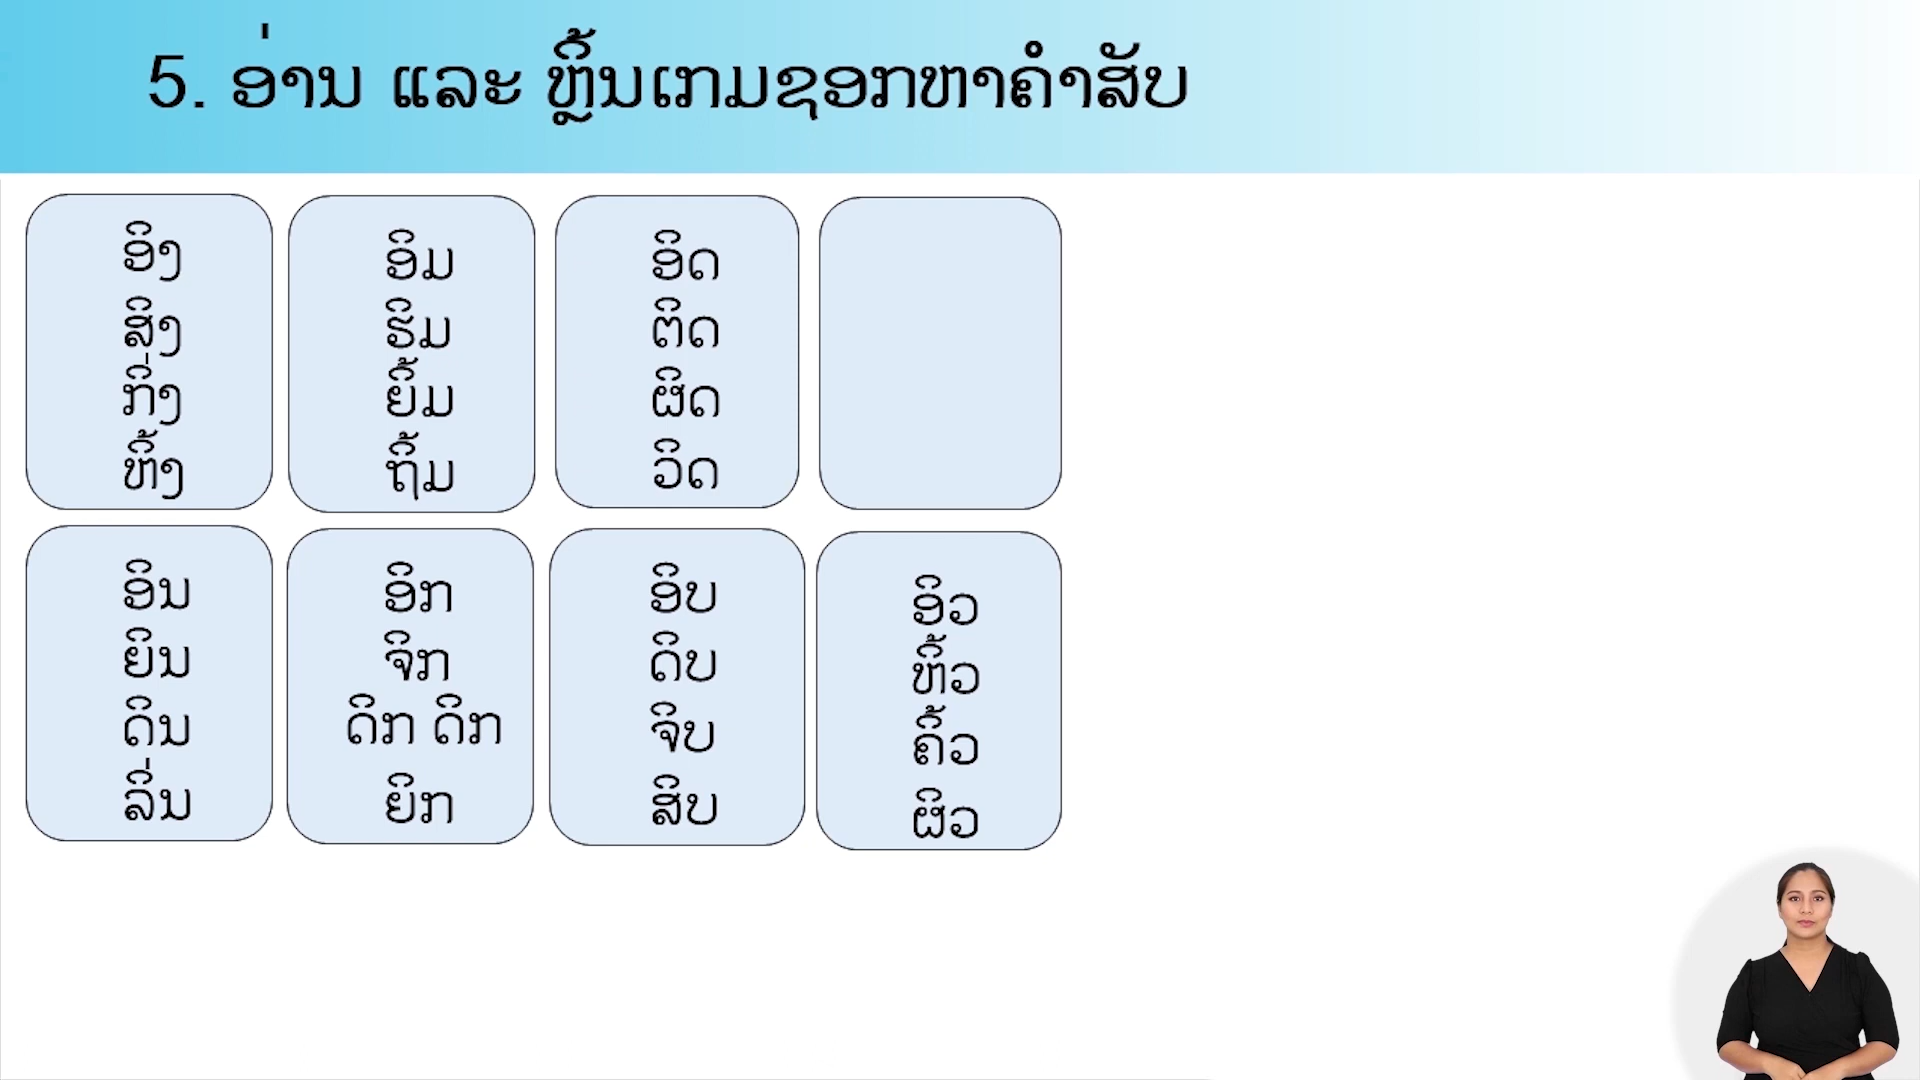 5. ອ່ານ ແລະ ຫຼິ້ນເກມຊອກຫາຄຳສັບ
ອິງ
ສິງ
ກິ່ງ
ຫິ້ງ
ອິມ
ຮິມ
ຍິ້ມ
ຖິ້ມ
ອິດ
ຕິດ
ຜິດ
ວິດ
ອິນ
ຍິນ
ດິນ
ລິ່ນ
ອິກ
ຈິກ
ດິກ ດິກ
ຍິກ
ອິບ
ດິບ
ຈິບ
ສິບ
ອິວ
ຫິ້ວ
ຄິ້ວ
ຜິວ